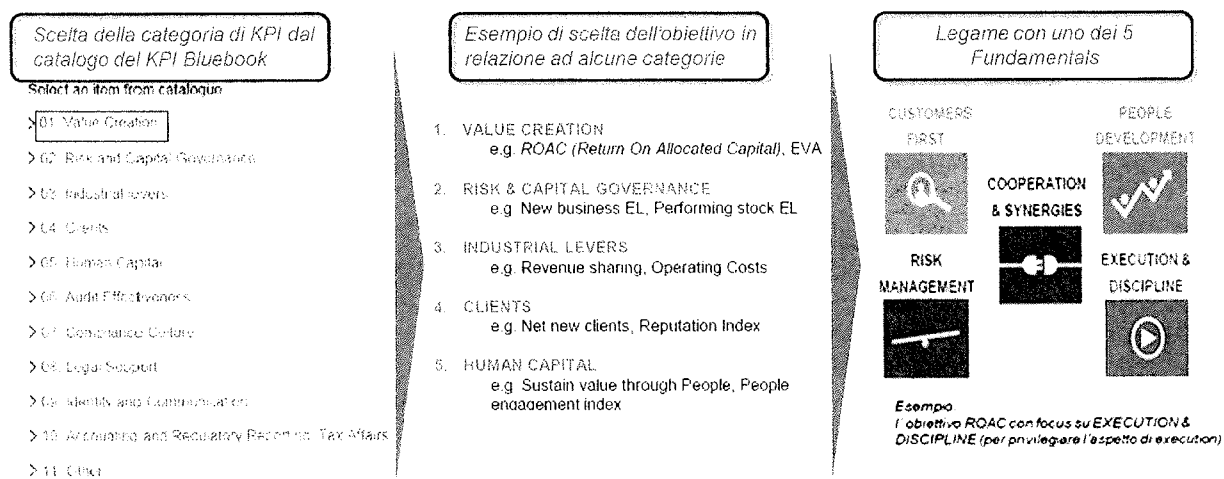 Scelta della categoria di KPI dal
catalogo del KPI Bluebook
Select an item from catalogue
> 01. Value Creation
> 02. Risk and Capital Governance
> 03. Industrial levers
> 04. Clients
> 05. Human Capital
> 06. Audit Effectiveness
> 07. Compliance Culture
> 08. Legal Support
> 09. Identity and Communication
> 10. Accounting and Regulatory Reporting, Tax Affairs
> 11. Other
Esempio di scelta dell'obiettivo in
relazione ad alcune categorie
1. VALUE CREATION
e.g. ROAC (Return On Allocated Capital), EVA
2. RISK & CAPITAL GOVERNANCE
e.g New business EL, Performing stock EL
3. INDUSTRIAL LEVERS
e.g. Revenue sharing, Operating Costs
4. CLIENTS
e.g. Net new clients, Reputation Index
5. HUMAN CAPITAL
e.g Sustain value through People, People
engagement index
Legame con uno dei 5
Fundamentals
CUSTOMERS
FIRST
PEOPLE
DEVELOPMENT
COOPERATION
& SYNERGIES
RISK
MANAGEMENT
EXECUTION &
DISCIPLINE
Esempio
l'obiettivo ROAC con focus su EXECUTION &
DISCIPLINE (per privilegiare l'aspetto di execution)